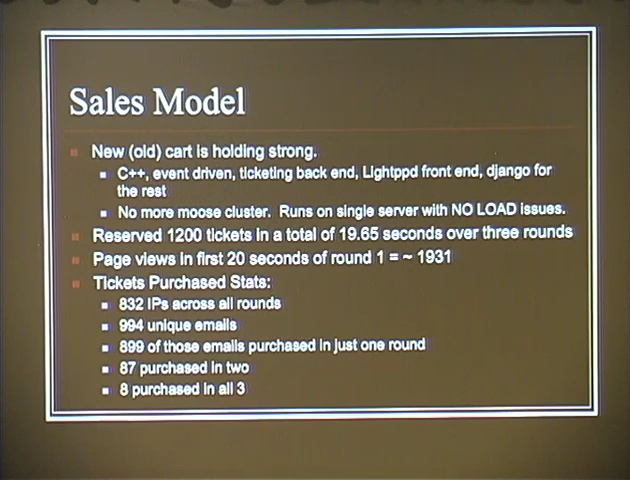 Sales Model
New (old) cart is holding strong.
C++, event driven, ticketing back end, Lightppd front end, django for
the rest
No more moose cluster. Runs on single server with NO LOAD issues.
Reserved 1200 tickets in a total of 19.65 seconds over three rounds
Page views in first 20 seconds of round 1 = ~ 1931
Tickets Purchased Stats:
832 IPs across all rounds
994 unique emails
899 of those emails purchased in just one round
87 purchased in two
8 purchased in all 3